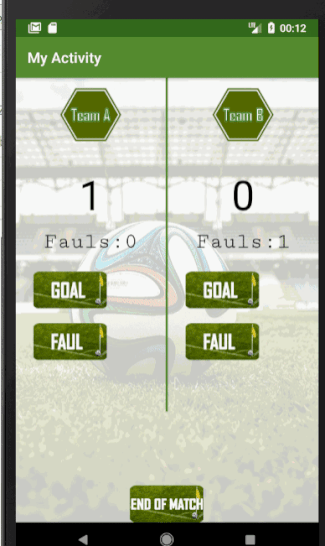 00:12
My Activity
Team A
Team B
1
0
Fauls:0
Fauls:1
GOAL
GOAL
FAUL
FAUL
END OF MATCH